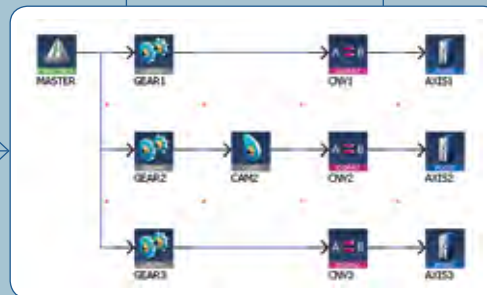 MASTER
GEAR1
A B
CNV1
AXIS1
GEAR2
CAM2
A B
CNV2
AXIS2
GEAR3
A B
CNV3
AXIS3